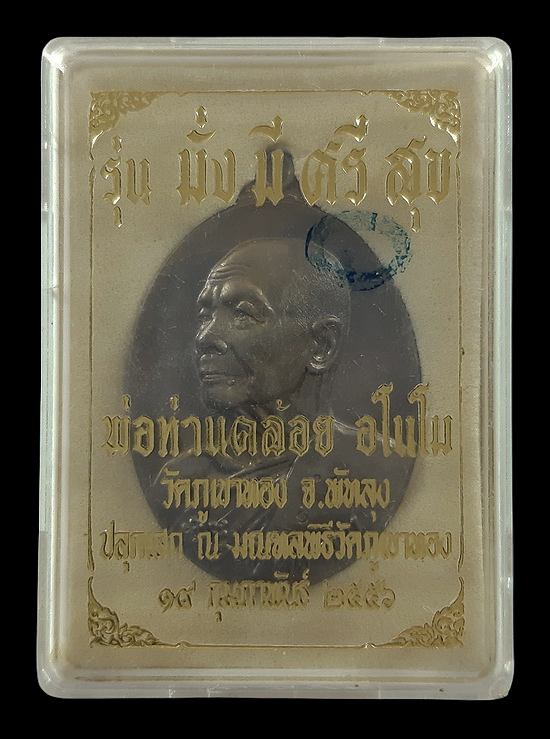 รุ่น มั่ง มี ศรี สุข
พ่อท่านคล้อย อโนโม
วัดภูเขาทอง จ.พัทลุง
ปลุกเสก ณ มณฑลพิธีวัดภูเขาทอง
๑๙ กุมภาพันธ์ ๒๕๕๖